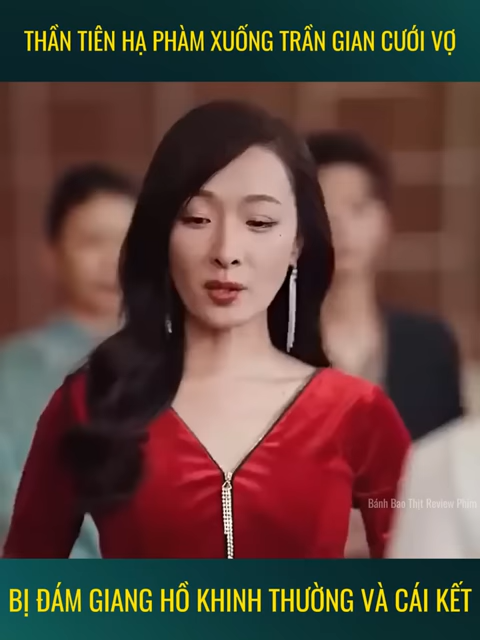 THẦN TIÊN HẠ PHÀM XUỐNG TRẦN GIAN CƯỚI VỢ
Bánh Bao Thịt Review Phim
BỊ ĐÁM GIANG HỒ KHINH THƯỜNG VÀ CÁI KẾT